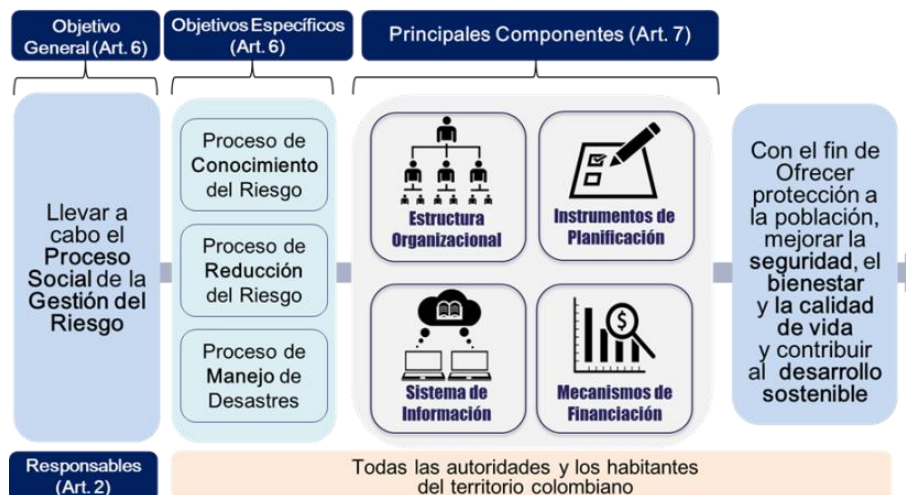 Objetivo
General (Art. 6)
Objetivos Específicos
(Art. 6)
Principales Componentes (Art. 7)
Llevar a
cabo el
Proceso
Social de la
Gestión del
Riesgo
Proceso de
Conocimiento
del Riesgo
Proceso de
Reducción
del Riesgo
Proceso de
Manejo de
Desastres
Estructura
Organizacional
Instrumentos de
Planificación
Sistema de
Información
$
Mecanismos de
Financiación
Con el fin de
Ofrecer
protección a
la población,
mejorar la
seguridad, el
bienestar
y la calidad
de vida
y contribuir
al desarrollo
sostenible
Responsables
(Art. 2)
Todas las autoridades y los habitantes
del territorio colombiano